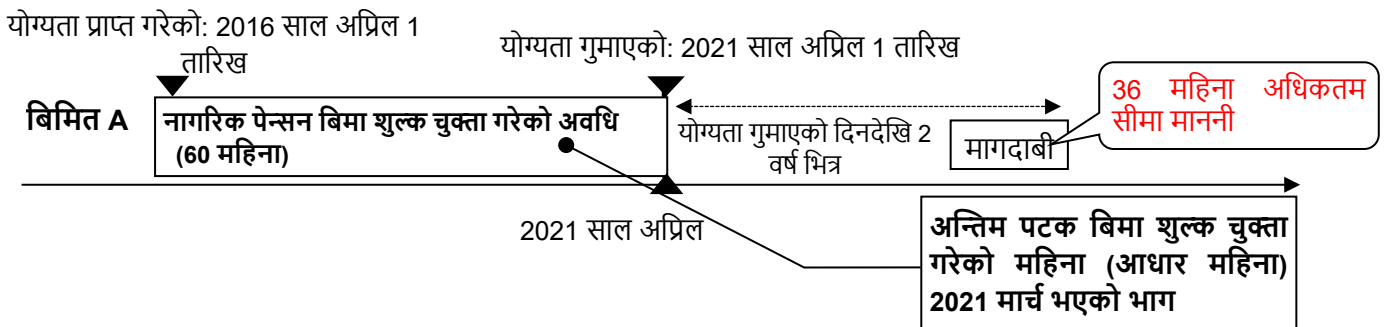 योग्यता प्राप्त गरेको: 2016 साल अप्रिल 1
तारिख
योग्यता गुमाएको: 2021 साल अप्रिल 1 तारिख
36 महिना अधिकतम
सीमा माननी
बिमित A
नागरिक पेन्सन बिमा शुल्क चुक्ता गरेको अवधि
(60 महिना)
योग्यता गुमाएको दिनदेखि 2
वर्ष भित्र
मागदाबी
2021 साल अप्रिल
अन्तिम पटक बिमा शुल्क चुक्ता
गरेको महिना (आधार महिना)
2021 मार्च भएको भाग